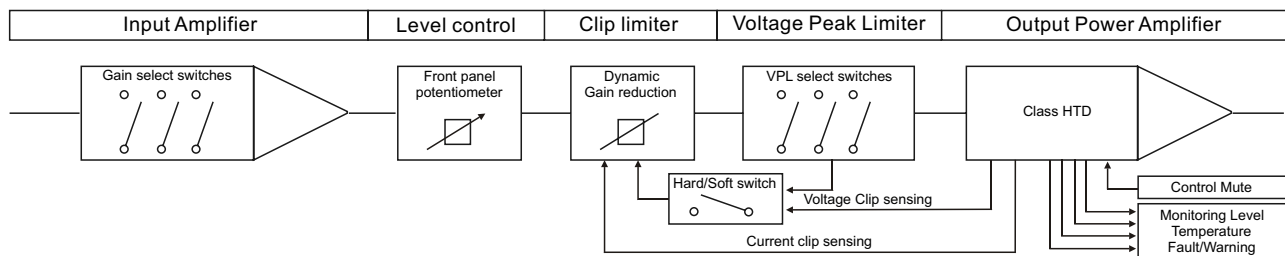 Input Amplifier
Level control
Clip limiter
Voltage Peak Limiter
Output Power Amplifier
Gain select switches
Front panel
potentiometer
Dynamic
Gain reduction
VPL select switches
Class HTD
Hard/Soft switch
Voltage Clip sensing
Current clip sensing
Control Mute
Monitoring Level
Temperature
Fault/Warning